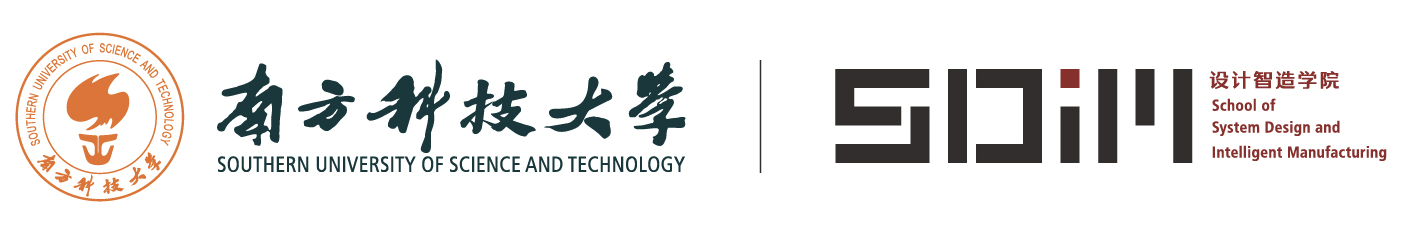 SOUTHERN UNIVERSITY OF SCIENCE AND TECHNOLOGY
南方科技大学
南方科技大学
SOUTHERN UNIVERSITY OF SCIENCE AND TECHNOLOGY
SDiM
设计智造学院
School of
System Design and
Intelligent Manufacturing